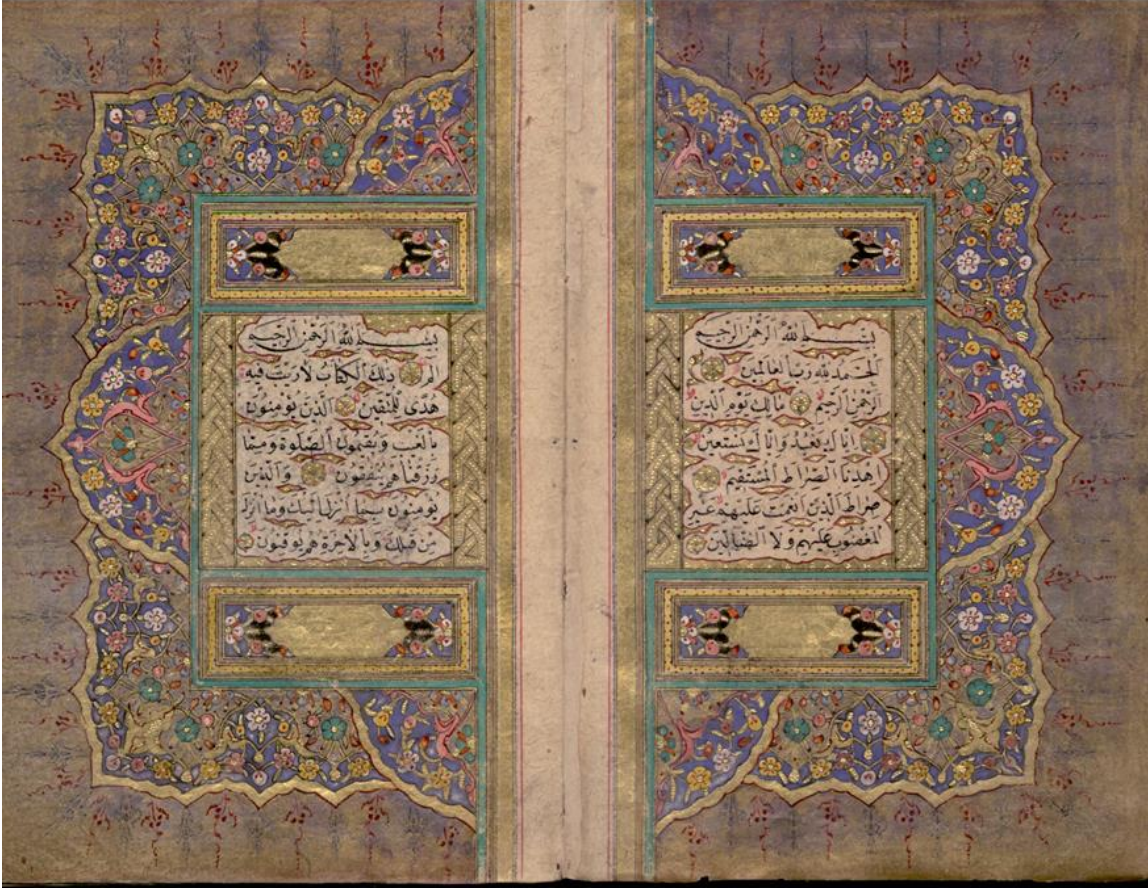 بسم الله الرحمن الرحيم
الحمد لله رب العالمين
الرحمن الرحيم مالك يوم الدين
اياك نعبد واياك نستعين
اهدنا الصراط المستقيم
صراط الذين انعمت عليهم غير
المغضوب عليهم ولا الضالين
بسم الله الرحمن الرحيم
الم ذلك الكتاب لا ريب فيه
هدى للمتقين الذين يؤمنون
بالغيب ويقيمون الصلوة ومما
رزقناهم ينفقون والذين
يؤمنون بما انزل اليك وما انزل
من قبلك وبالاخرة هم يوقنون